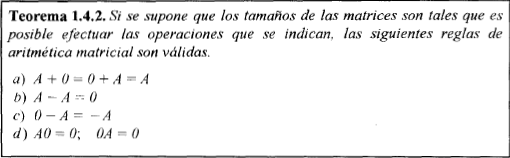 Teorema 1.4.2. Si se supone que los tamaños de las matrices son tales que es
posible efectuar las operaciones que se indican, las siguientes reglas de
aritmética matricial son válidas.
a) A + 0 = 0 + A = A
b) A − A = 0
c) 0 − A = −A
d) A0 = 0; 0A = 0